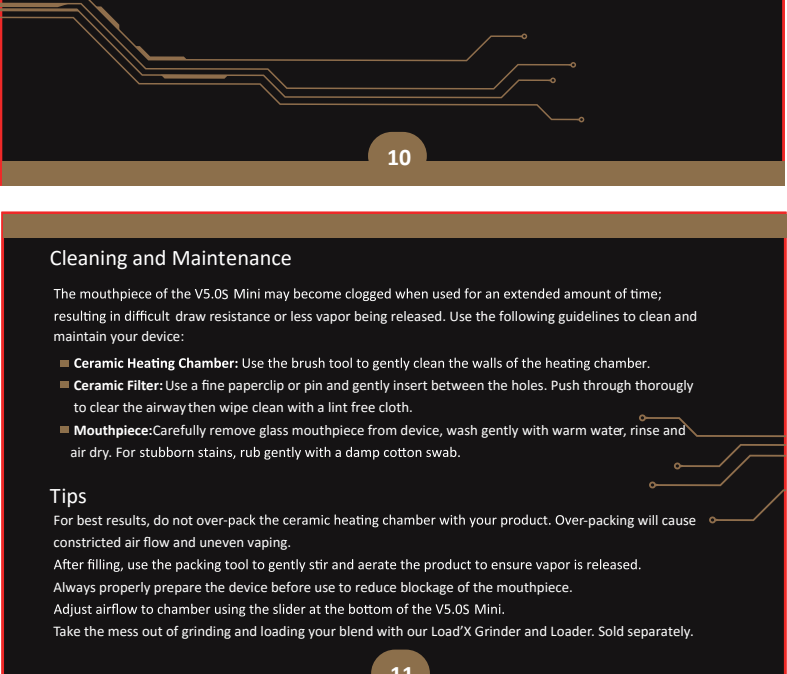 10
Cleaning and Maintenance
The mouthpiece of the V5.0S Mini may become clogged when used for an extended amount of time;
resulting in difficult draw resistance or less vapor being released. Use the following guidelines to clean and
maintain your device:
Ceramic Heating Chamber: Use the brush tool to gently clean the walls of the heating chamber.
Ceramic Filter: Use a fine paperclip or pin and gently insert between the holes. Push through thorougly
to clear the airway then wipe clean with a lint free cloth.
Mouthpiece:Carefully remove glass mouthpiece from device, wash gently with warm water, rinse and
air dry. For stubborn stains, rub gently with a damp cotton swab.
Tips
For best results, do not over-pack the ceramic heating chamber with your product. Over-packing will cause
constricted air flow and uneven vaping.
After filling, use the packing tool to gently stir and aerate the product to ensure vapor is released.
Always properly prepare the device before use to reduce blockage of the mouthpiece.
Adjust airflow to chamber using the slider at the bottom of the V5.0S Mini.
Take the mess out of grinding and loading your blend with our Load'X Grinder and Loader. Sold separately.
11